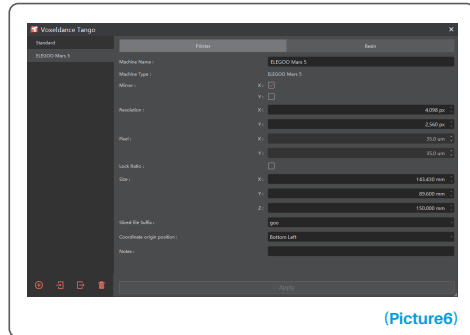 Voxeldance Tango
Standard
ELEGOO Mars 5
Printer
Resin
Machine Name :
ELEGOO Mars 5
Machine Type :
ELEGOO Mars 5
Mirror :
X :
Y :
Resolution :
X :
4,098 px
Y :
2,560 px
Pixel :
X :
35.0 um
Y :
35.0 um
Lock Ratio :
Size :
X :
143.430 mm
Y :
89.600 mm
Z :
150.000 mm
Sliced file Suffix :
goo
Coordinate origin position :
Bottom Left
Notes :
Apply
(Picture6)